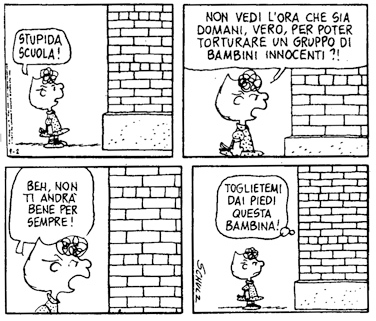 STUPIDA
SCUOLA!
NON VEDI L'ORA CHE SIA
DOMANI, VERO, PER POTER
TORTURARE UN GRUPPO DI
BAMBINI INNOCENTI ?!
BEH, NON
TI ANDRA'
BENE PER
SEMPRE!
TOGLIETEMI
DAI PIEDI
QUESTA
BAMBINA!
SCHULZ